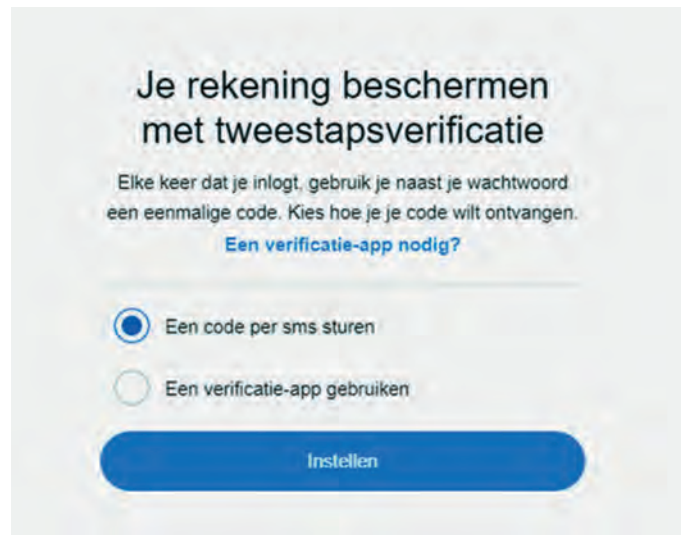 Je rekening beschermen
met tweestapsverificatie
Elke keer dat je inlogt, gebruik je naast je wachtwoord
een eenmalige code. Kies hoe je je code wilt ontvangen.
Een verificatie-app nodig?
Een code per sms sturen
Een verificatie-app gebruiken
Instellen